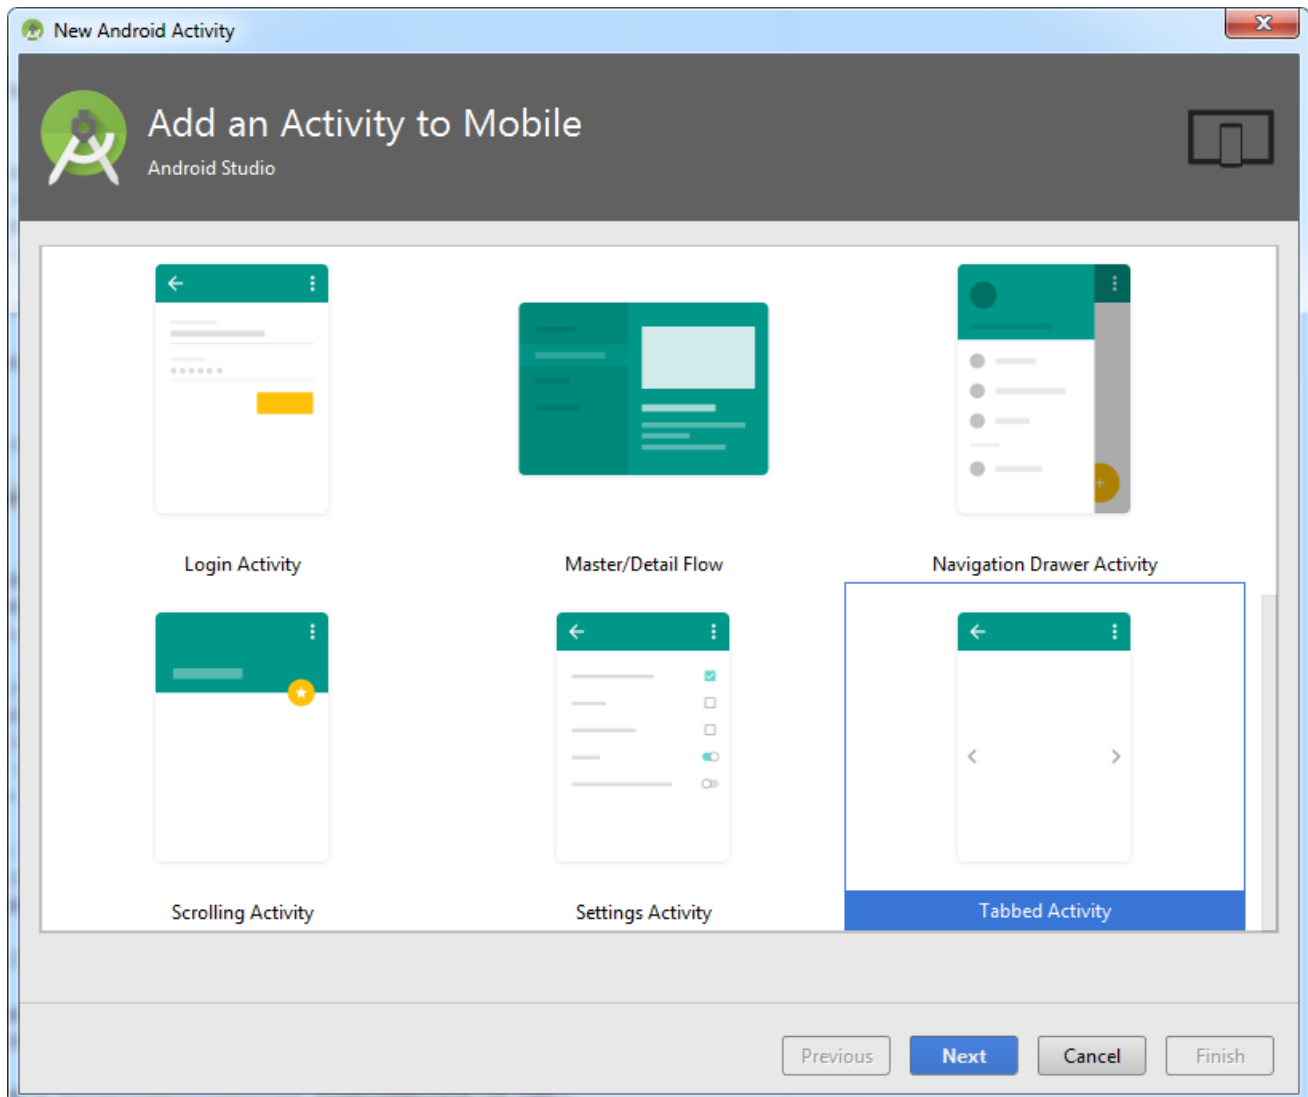 New Android Activity
Add an Activity to Mobile
Android Studio
Login Activity
Master/Detail Flow
Navigation Drawer Activity
Scrolling Activity
Settings Activity
Tabbed Activity
Previous
Next
Cancel
Finish